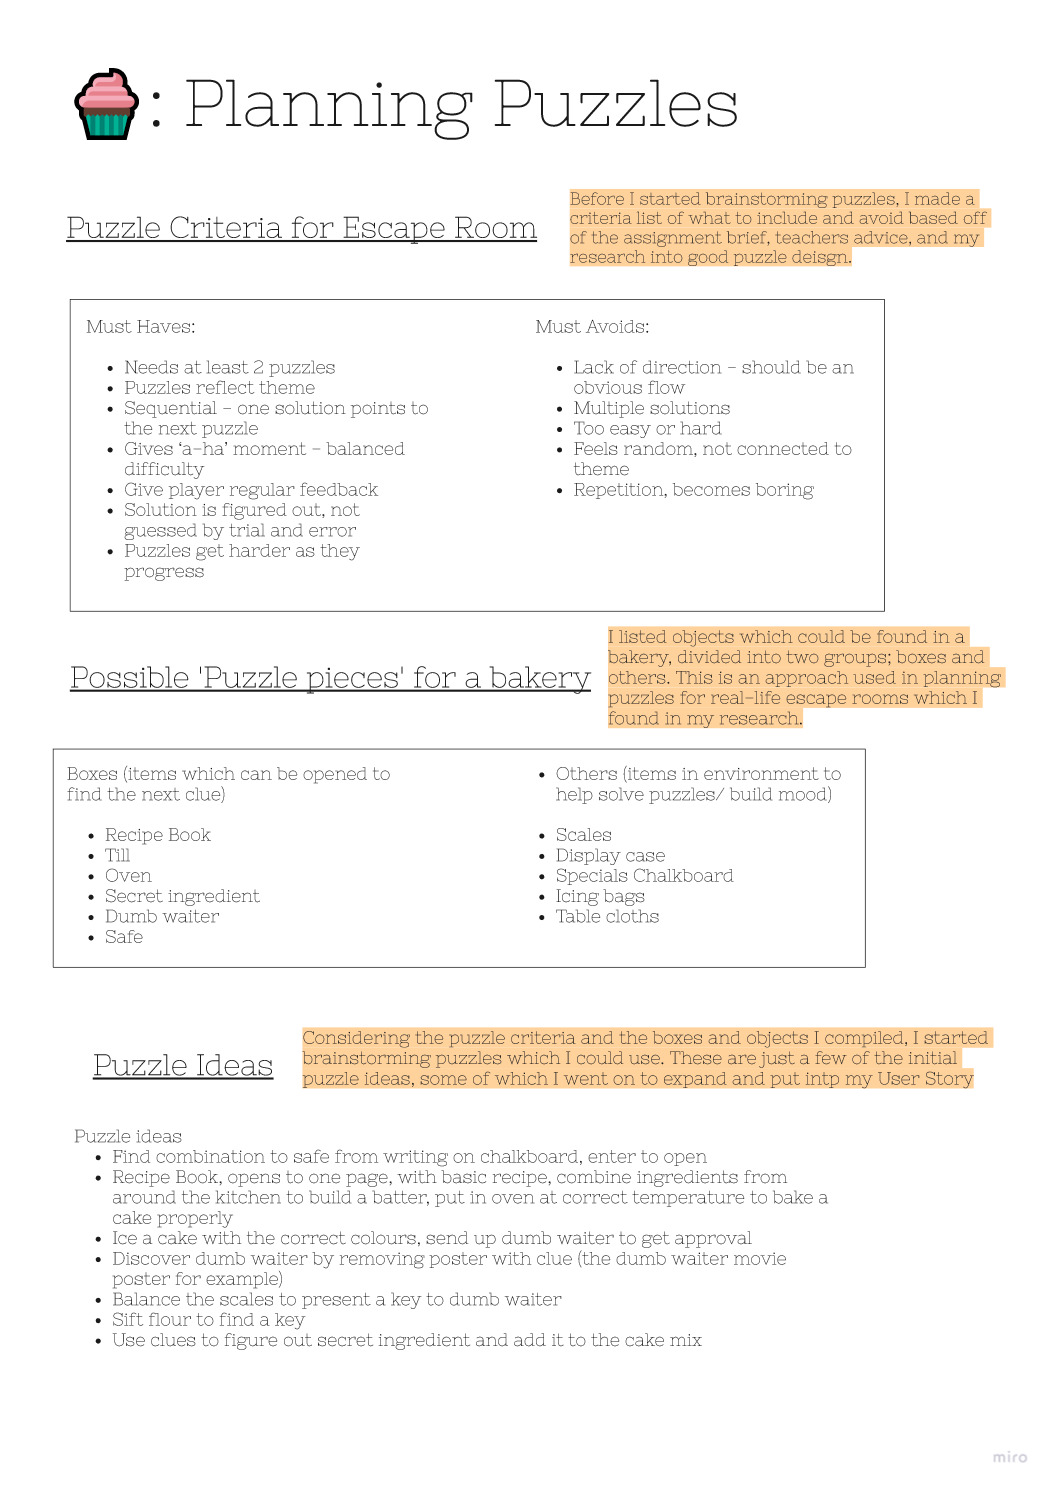 : Planning Puzzles
Puzzle Criteria for Escape Room
Before I started brainstorming puzzles, I made a
criteria list of what to include and avoid based off
of the assignment brief, teachers advice, and my
research into good puzzle deisgn.
Must Haves:
• Needs at least 2 puzzles
• Puzzles reflect theme
• Sequential – one solution points to
the next puzzle
• Gives ‘a-ha’ moment – balanced
difficulty
• Give player regular feedback
• Solution is figured out, not
guessed by trial and error
• Puzzles get harder as they
progress
Must Avoids:
• Lack of direction – should be an
obvious flow
• Multiple solutions
• Too easy or hard
• Feels random, not connected to
theme
• Repetition, becomes boring
Possible 'Puzzle pieces' for a bakery
I listed objects which could be found in a
bakery, divided into two groups; boxes and
others. This is an approach used in planning
puzzles for real-life escape rooms which I
found in my research.
Boxes (items which can be opened to
find the next clue)
• Recipe Book
• Till
• Oven
• Secret ingredient
• Dumb waiter
• Safe
• Others (items in environment to
help solve puzzles/ build mood)
• Scales
• Display case
• Specials Chalkboard
• Icing bags
• Table cloths
Puzzle Ideas
Considering the puzzle criteria and the boxes and objects I compiled, I started
brainstorming puzzles which I could use. These are just a few of the initial
puzzle ideas, some of which I went on to expand and put intp my User Story
Puzzle ideas
• Find combination to safe from writing on chalkboard, enter to open
• Recipe Book, opens to one page, with basic recipe, combine ingredients from
around the kitchen to build a batter, put in oven at correct temperature to bake a
cake properly
• Ice a cake with the correct colours, send up dumb waiter to get approval
• Discover dumb waiter by removing poster with clue (the dumb waiter movie
poster for example)
• Balance the scales to present a key to dumb waiter
• Sift flour to find a key
• Use clues to figure out secret ingredient and add it to the cake mix
miro